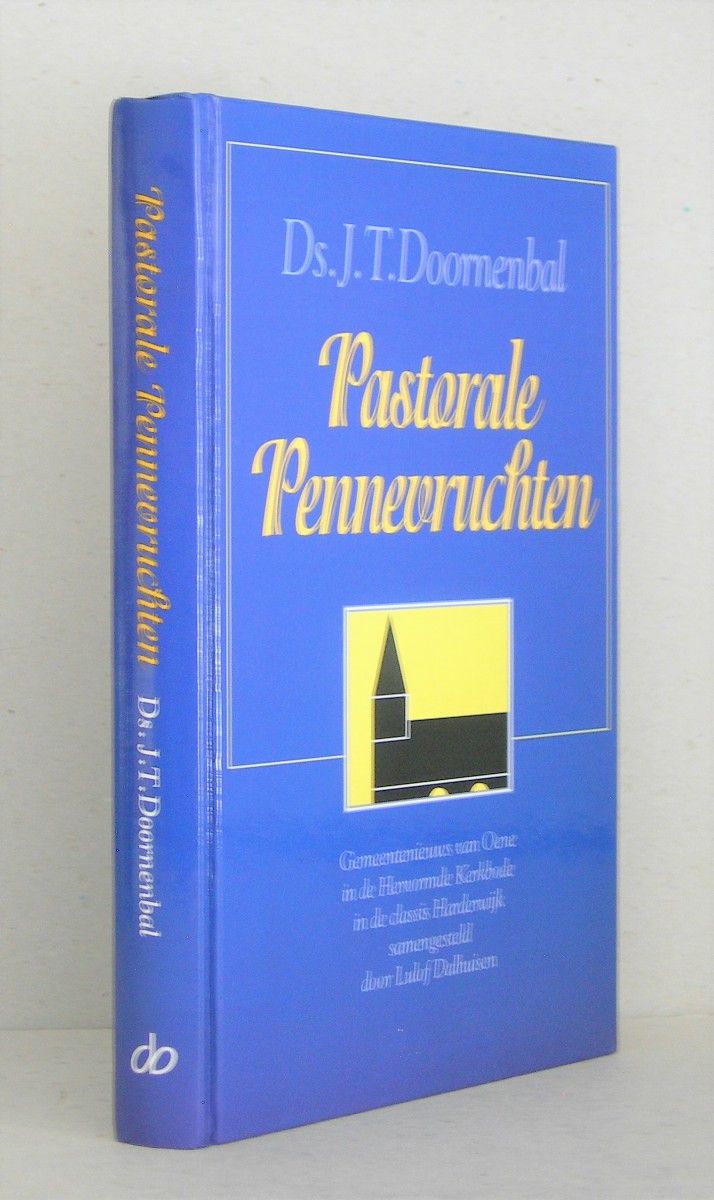 Pastorale Pennevruchten Ds. J.T. Doornenbal
db
Ds. J.T. Doornenbal
Pastorale
Pennevruchten
Gemeentenieuws van Oene
in de Hervormde Kerkbode
in de classis Harderwijk
samengesteld
door Lulof Dalhuisen